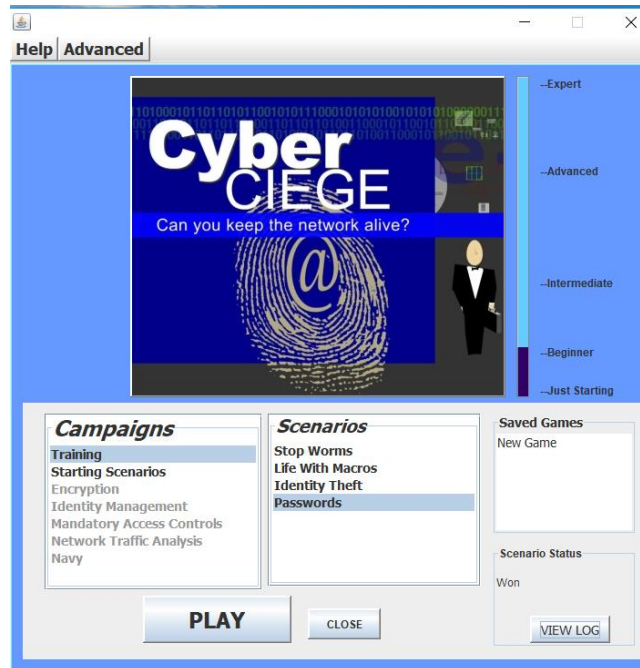 Help Advanced
Cyber
CIEGE
Can you keep the network alive?
@
--Expert
--Advanced
--Intermediate
--Beginner
--Just Starting
Campaigns
Training
Starting Scenarios
Encryption
Identity Management
Mandatory Access Controls
Network Traffic Analysis
Navy
Scenarios
Stop Worms
Life With Macros
Identity Theft
Passwords
Saved Games
New Game
Scenario Status
Won
VIEW LOG
PLAY
CLOSE